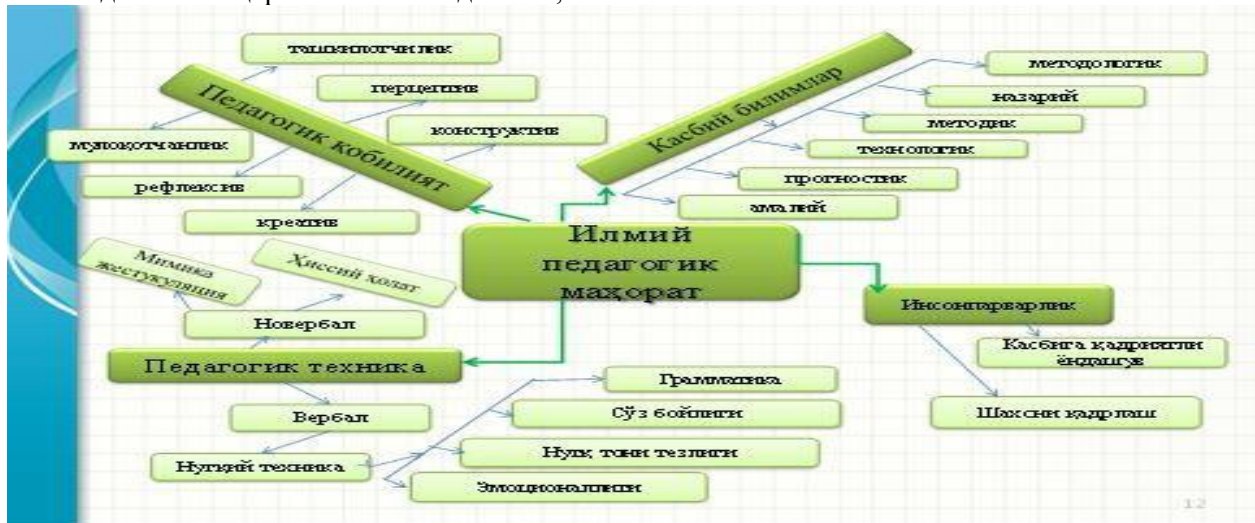 ташкилотчилик
перцептив
Педагогик кобилият
конструктив
мулоқотчанлик
рефлексив
креатив
Касбий билимлар
методологик
назарий
методик
технологик
прогностик
амалий
Илмий
педагогик
маҳорат
Мимика
жестукуляция
Ҳиссий ҳолат
Новербал
Педагогик техника
Вербал
Нутқий техника
Грамматика
Сўз бойлиги
Нутқ тони тезлиги
Эмоционаллиги
Инсонпарварлик
Касбига қадриятли
ёндашув
Шахсни қадрлаш
12